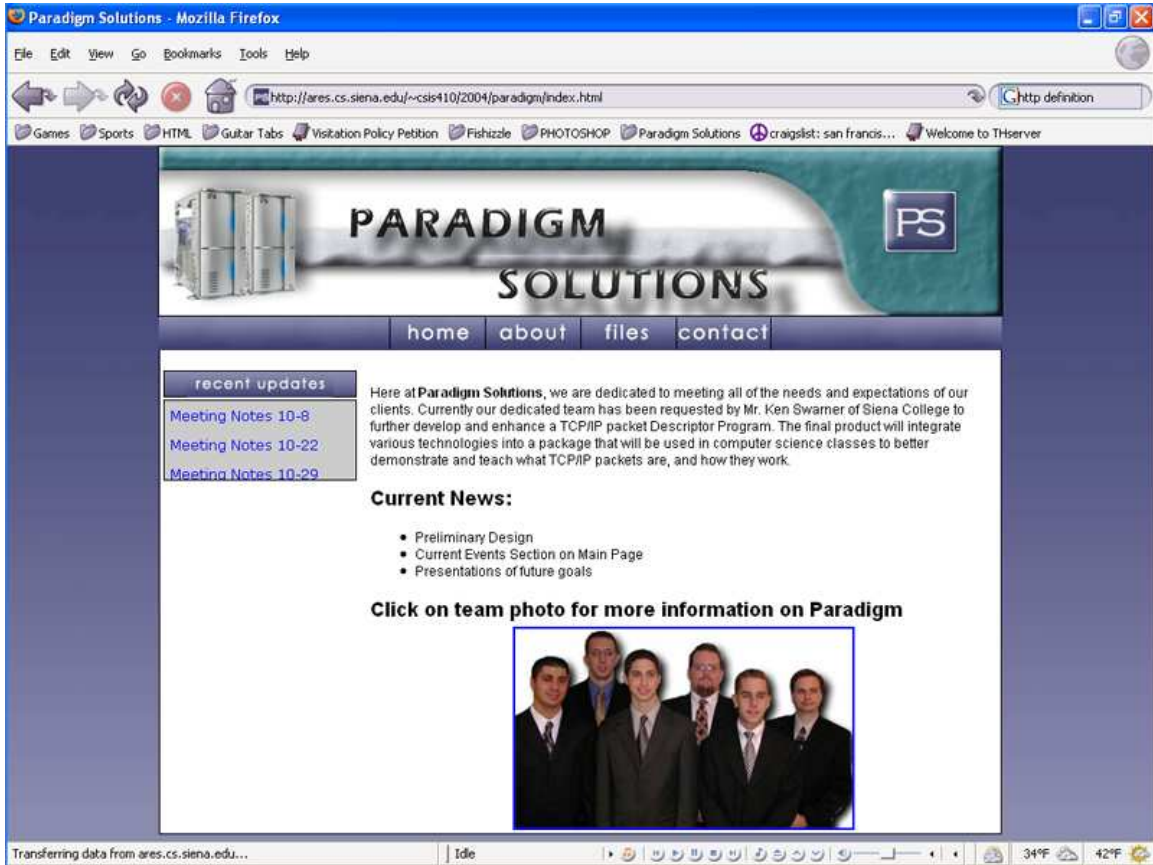 Paradigm Solutions - Mozilla Firefox
File Edit View Go Bookmarks Tools Help
http://ares.cs.siena.edu/~csis410/2004/paradigm/index.html
http definition
Games Sports HTML Guitar Tabs Visitation Policy Petition Fishizzle PHOTOSHOP Paradigm Solutions craigslist: san francis... Welcome to THserver
PARADIGM
SOLUTIONS
PS
home about files contact
recent updates
Meeting Notes 10-8
Meeting Notes 10-22
Meeting Notes 10-29
Here at Paradigm Solutions, we are dedicated to meeting all of the needs and expectations of our
clients. Currently our dedicated team has been requested by Mr. Ken Swarner of Siena College to
further develop and enhance a TCP/IP packet Descriptor Program. The final product will integrate
various technologies into a package that will be used in computer science classes to better
demonstrate and teach what TCP/IP packets are, and how they work.
Current News:
• Preliminary Design
• Current Events Section on Main Page
• Presentations of future goals
Click on team photo for more information on Paradigm
Transferring data from ares.cs.siena.edu... Idle 34°F 42°F